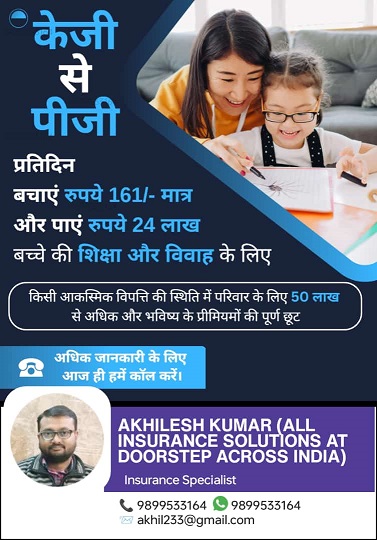 केजी
से
पीजी
प्रतिदिन
बचाएं रुपये 161/- मात्र
और पाएं रुपये 24 लाख
बच्चे की शिक्षा और विवाह के लिए
किसी आकस्मिक विपत्ति की स्थिति में परिवार के लिए 50 लाख
से अधिक और भविष्य के प्रीमियमों की पूर्ण छूट
अधिक जानकारी के लिए
आज ही हमें कॉल करें।
AKHILESH KUMAR (ALL
INSURANCE SOLUTIONS AT
DOORSTEP ACROSS INDIA)
Insurance Specialist
9899533164 9899533164
akhil233@gmail.com